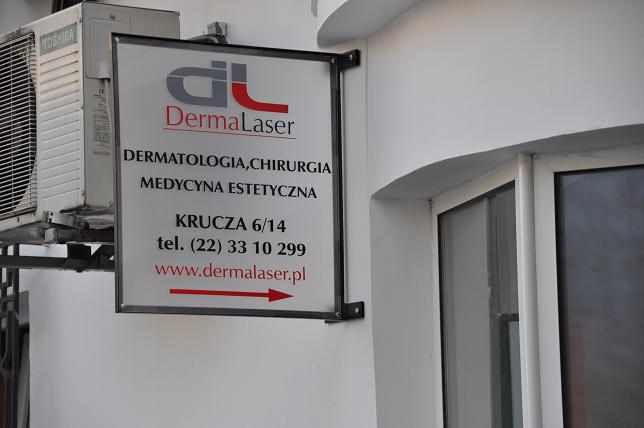 TOSHIBA
dL
DermaLaser
DERMATOLOGIA,CHIRURGIA
MEDYCYNA ESTETYCZNA
KRUCZA 6/14
tel. (22) 33 10 299
www.dermalaser.pl